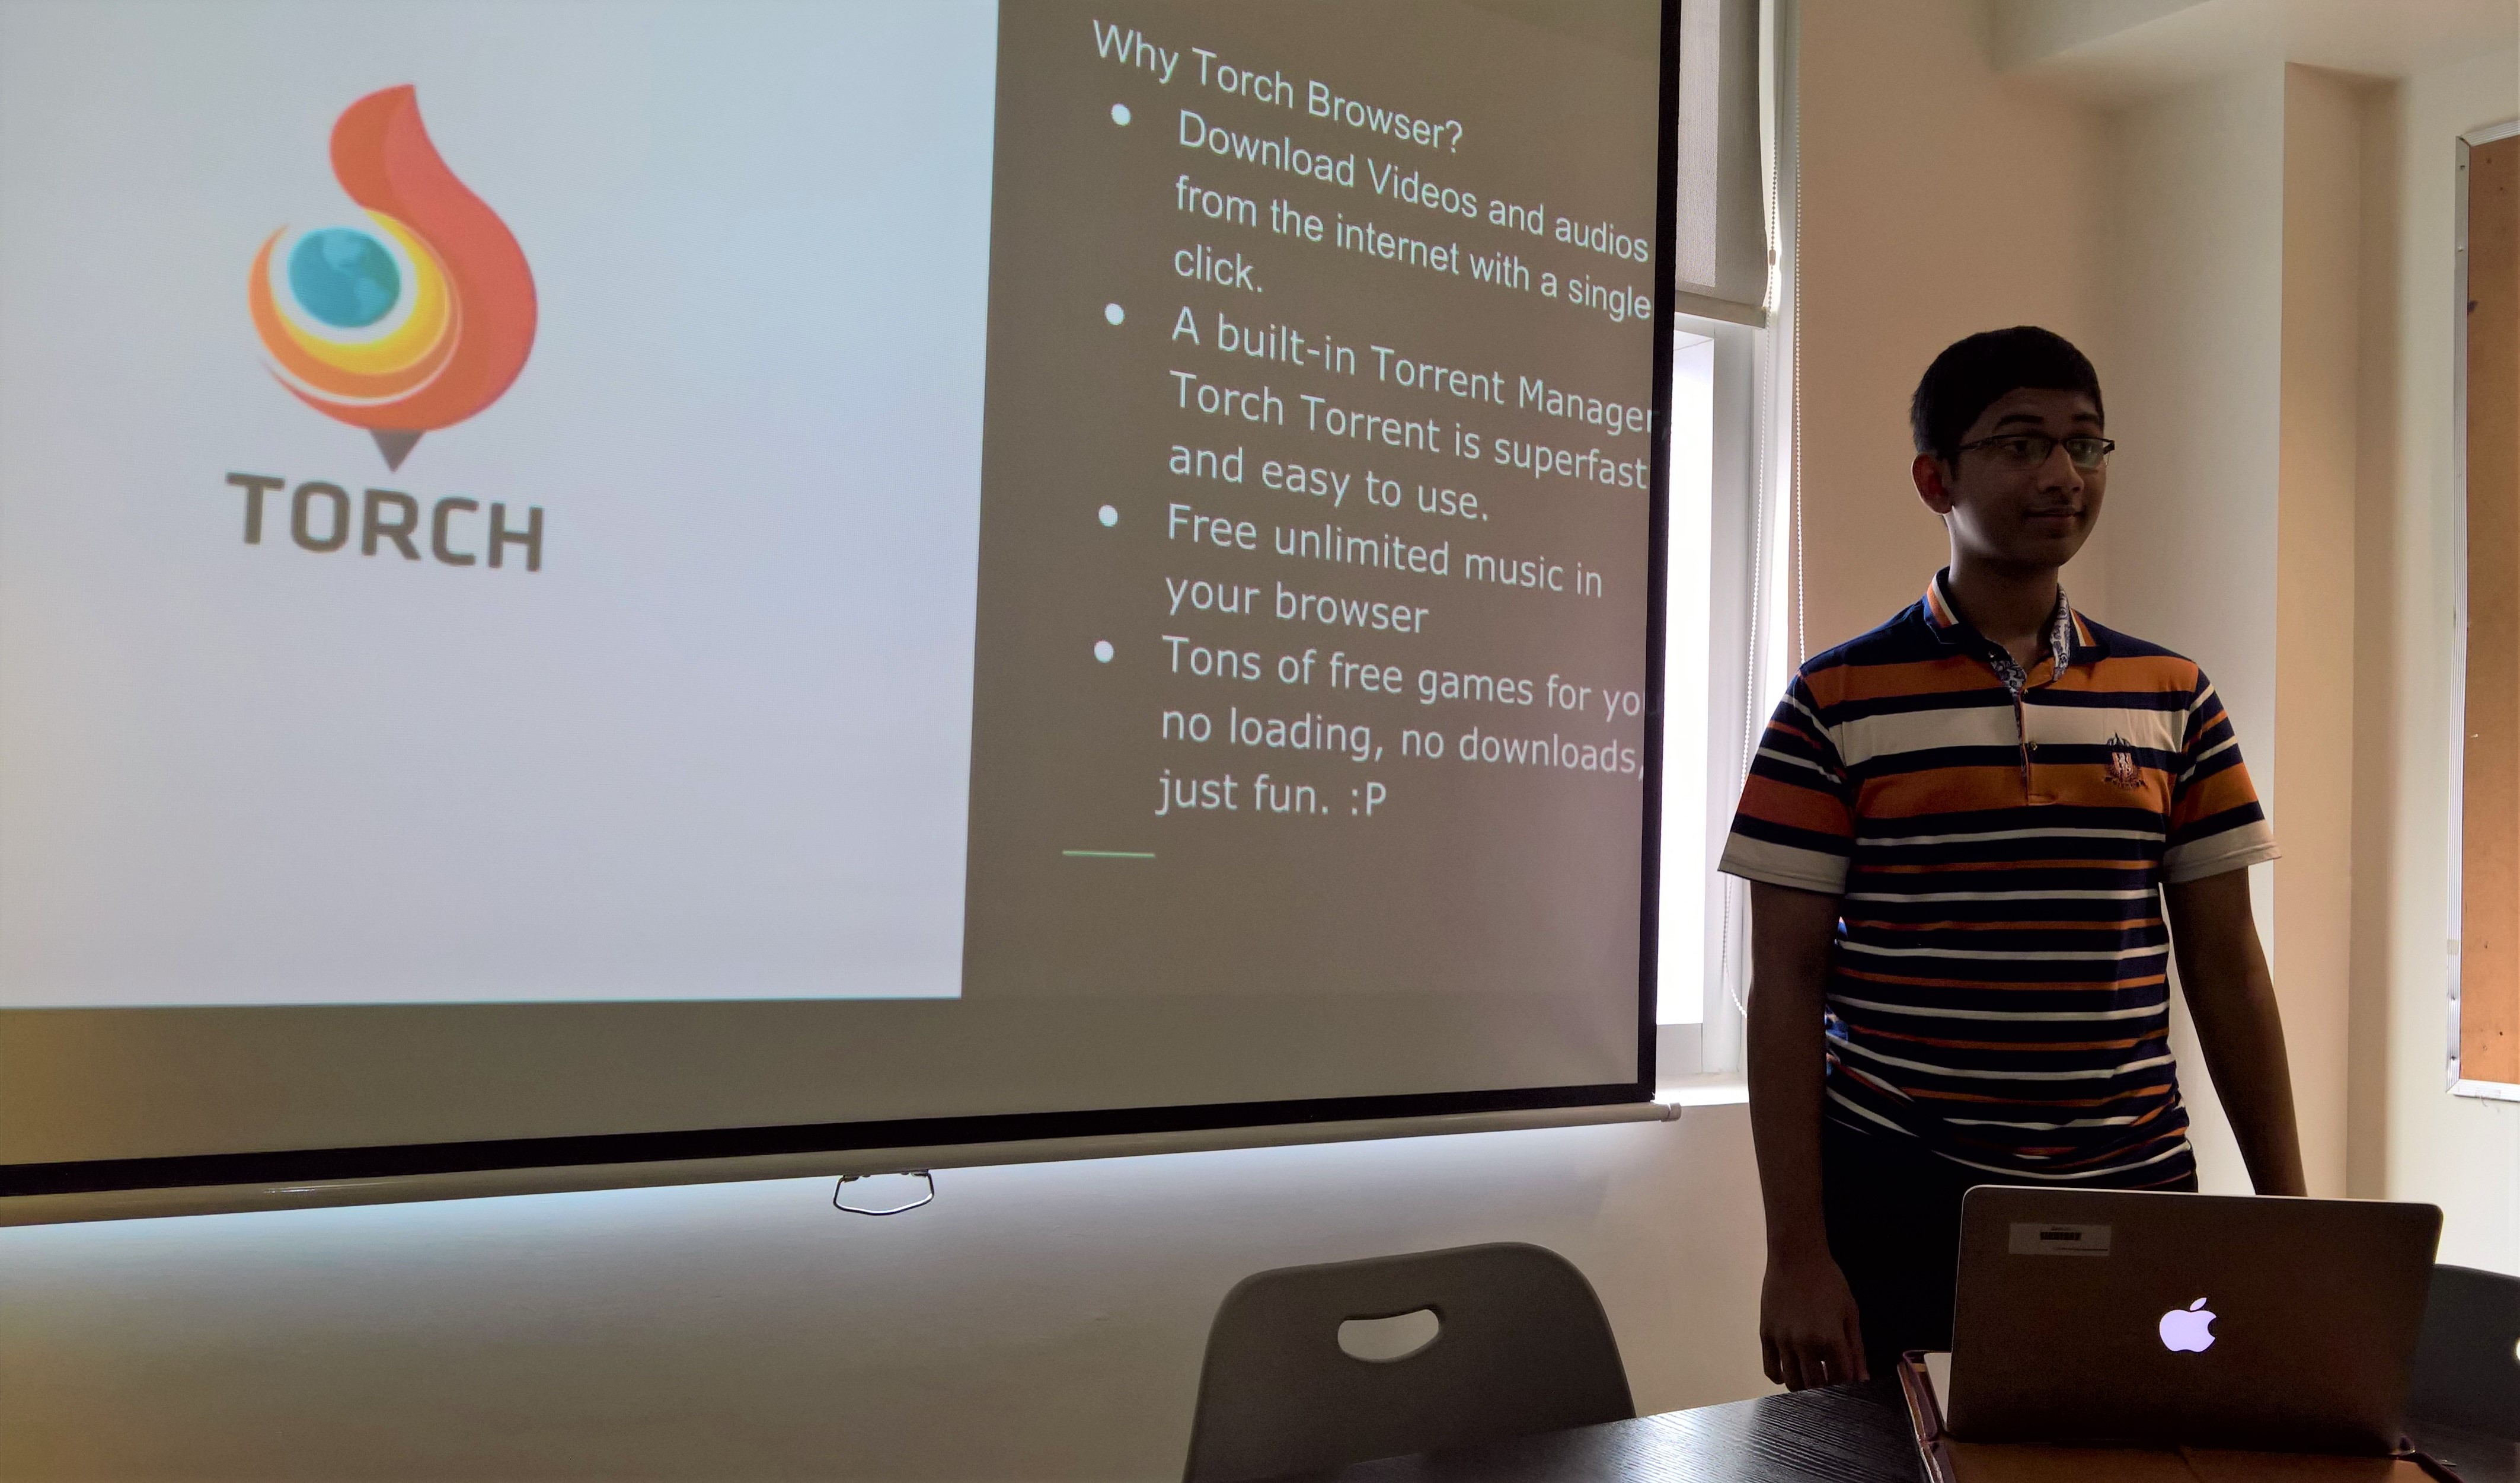 TORCH
Why Torch Browser?
● Download Videos and audios
from the internet with a single
click.
● A built-in Torrent Manager
Torch Torrent is superfast
and easy to use.
● Free unlimited music in
your browser
● Tons of free games for yo
no loading, no downloads,
just fun. :P